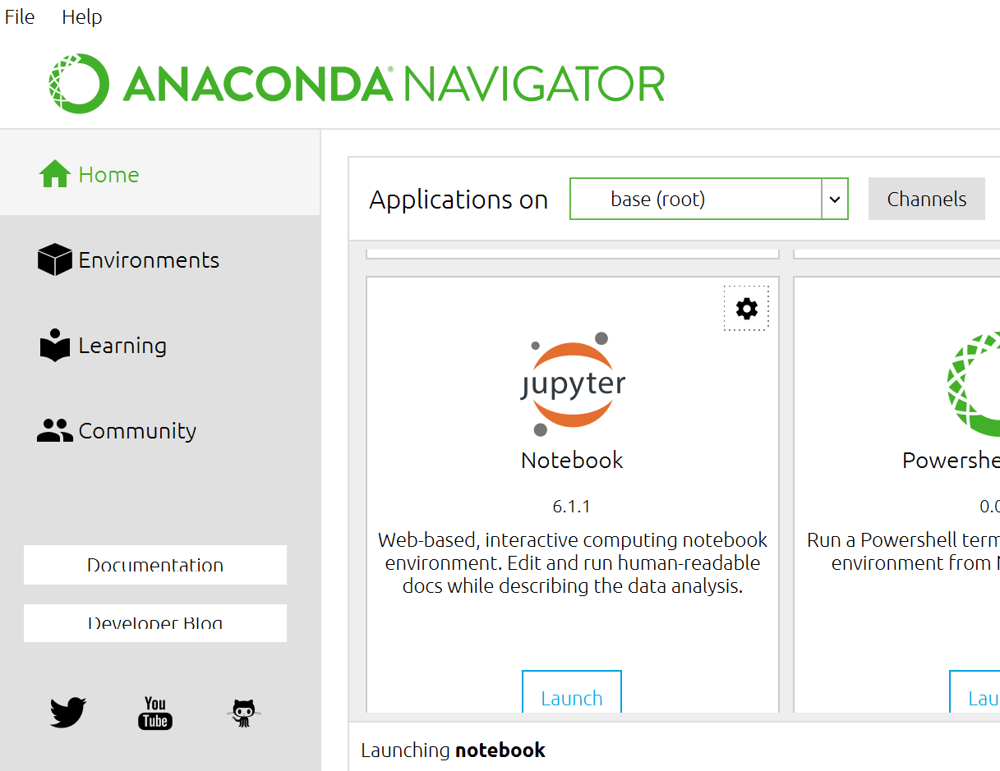 File Help
ANACONDA® NAVIGATOR
Home
Environments
Learning
Community
Documentation
Developer Blog
You
Tube
Applications on base (root) Channels
jupyter
Notebook
6.1.1
Web-based, interactive computing notebook
environment. Edit and run human-readable
docs while describing the data analysis.
Launch
Powershe
0.0
Run a Powershell term
environment from N
Lau
Launching notebook